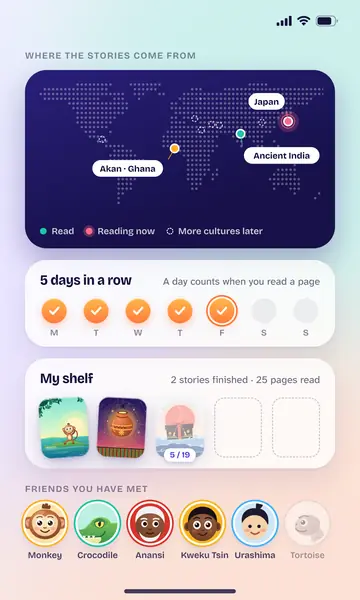 WHERE THE STORIES COME FROM
Japan
Ancient India
Akan · Ghana
Read
Reading now
More cultures later
5 days in a row
A day counts when you read a page
M T W T F S S
My shelf
2 stories finished · 25 pages read
5 / 19
FRIENDS YOU HAVE MET
Monkey
Crocodile
Anansi
Kweku Tsin
Urashima
Tortoise